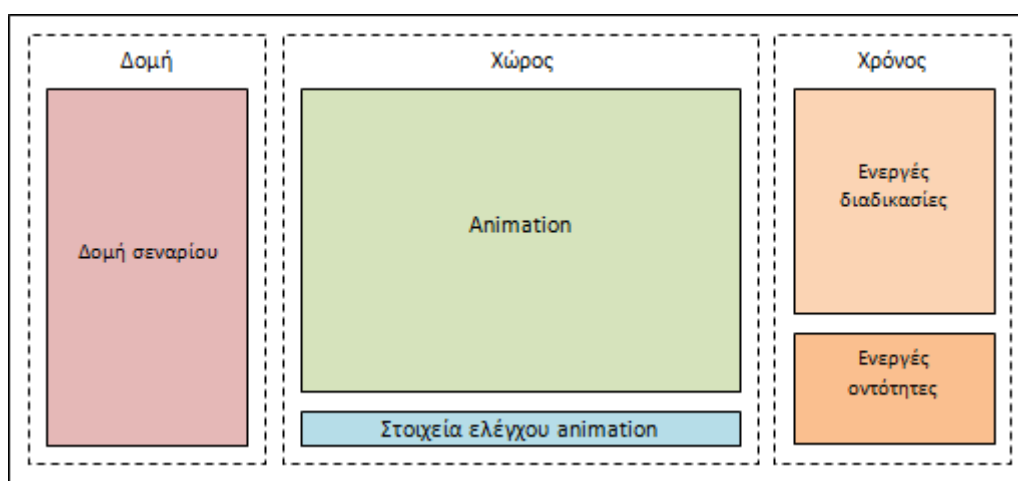 Δομή
Δομή σεναρίου
Χώρος
Animation
Στοιχεία ελέγχου animation
Χρόνος
Ενεργές
διαδικασίες
Ενεργές
οντότητες